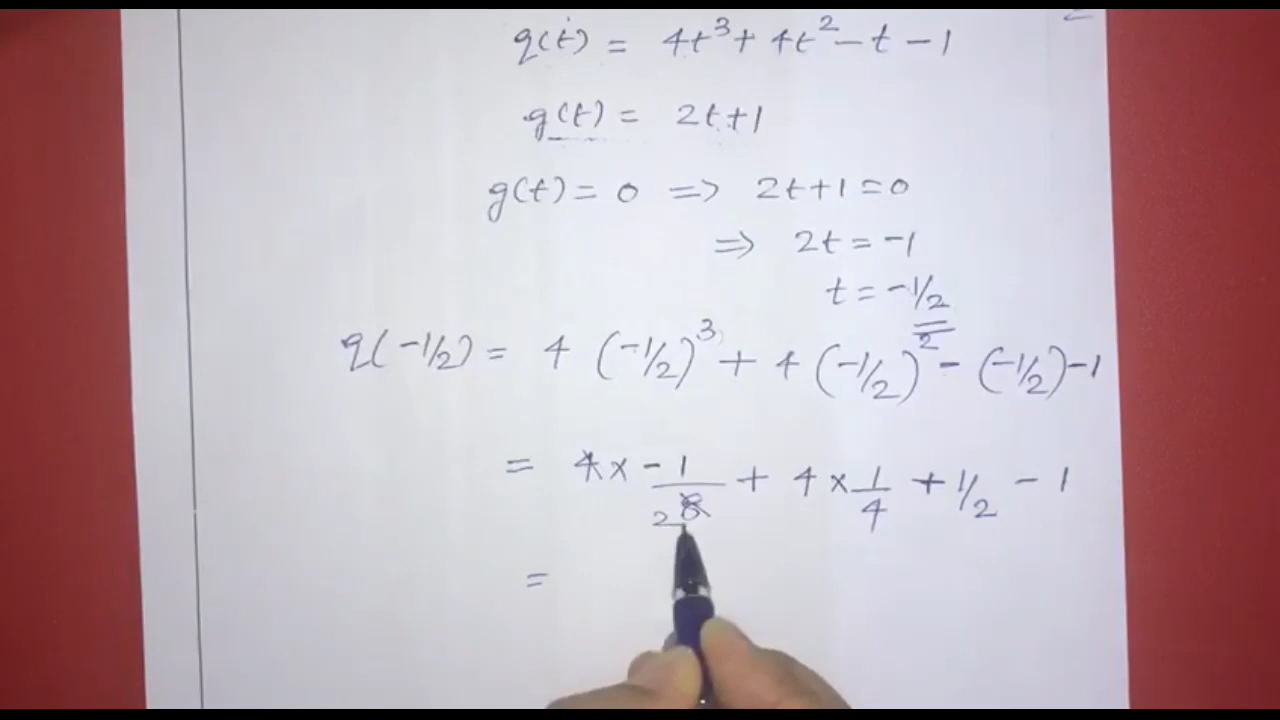 q(t) = 4t³ + 4t² - t - 1
g(t) = 2t+1
g(t) = 0 => 2t+1=0
=> 2t = -1
t = -1/2
q(-1/2) = 4 (-1/2)³ + 4 (-1/2)² - (-1/2) -1
= 4 x -1/8 2 + 4 x 1/4 + 1/2 - 1
=